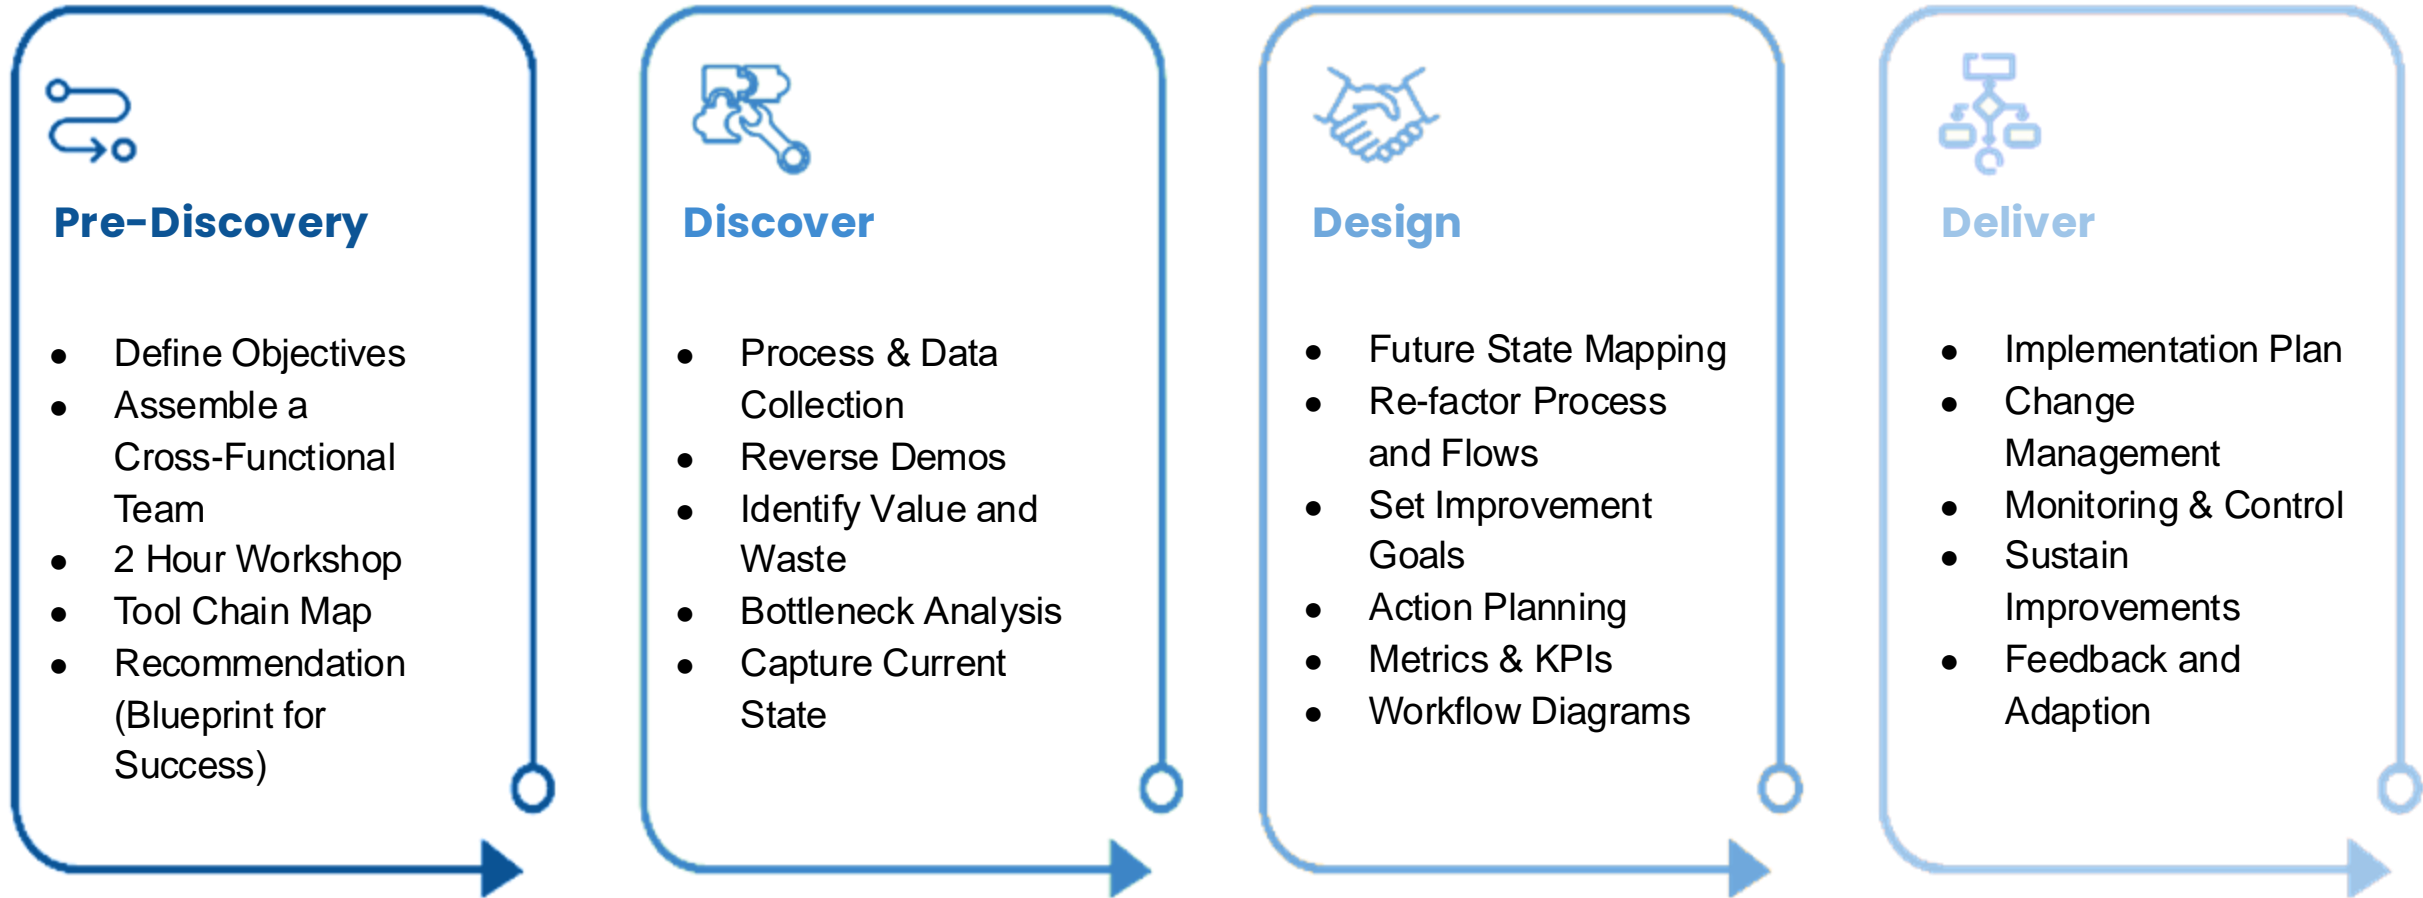 Pre-Discovery
● Define Objectives
● Assemble a
Cross-Functional
Team
● 2 Hour Workshop
● Tool Chain Map
● Recommendation
(Blueprint for
Success)
Discover
● Process & Data
Collection
● Reverse Demos
● Identify Value and
Waste
● Bottleneck Analysis
● Capture Current
State
Design
● Future State Mapping
● Re-factor Process
and Flows
● Set Improvement
Goals
● Action Planning
● Metrics & KPIs
● Workflow Diagrams
Deliver
● Implementation Plan
● Change
Management
● Monitoring & Control
● Sustain
Improvements
● Feedback and
Adaption